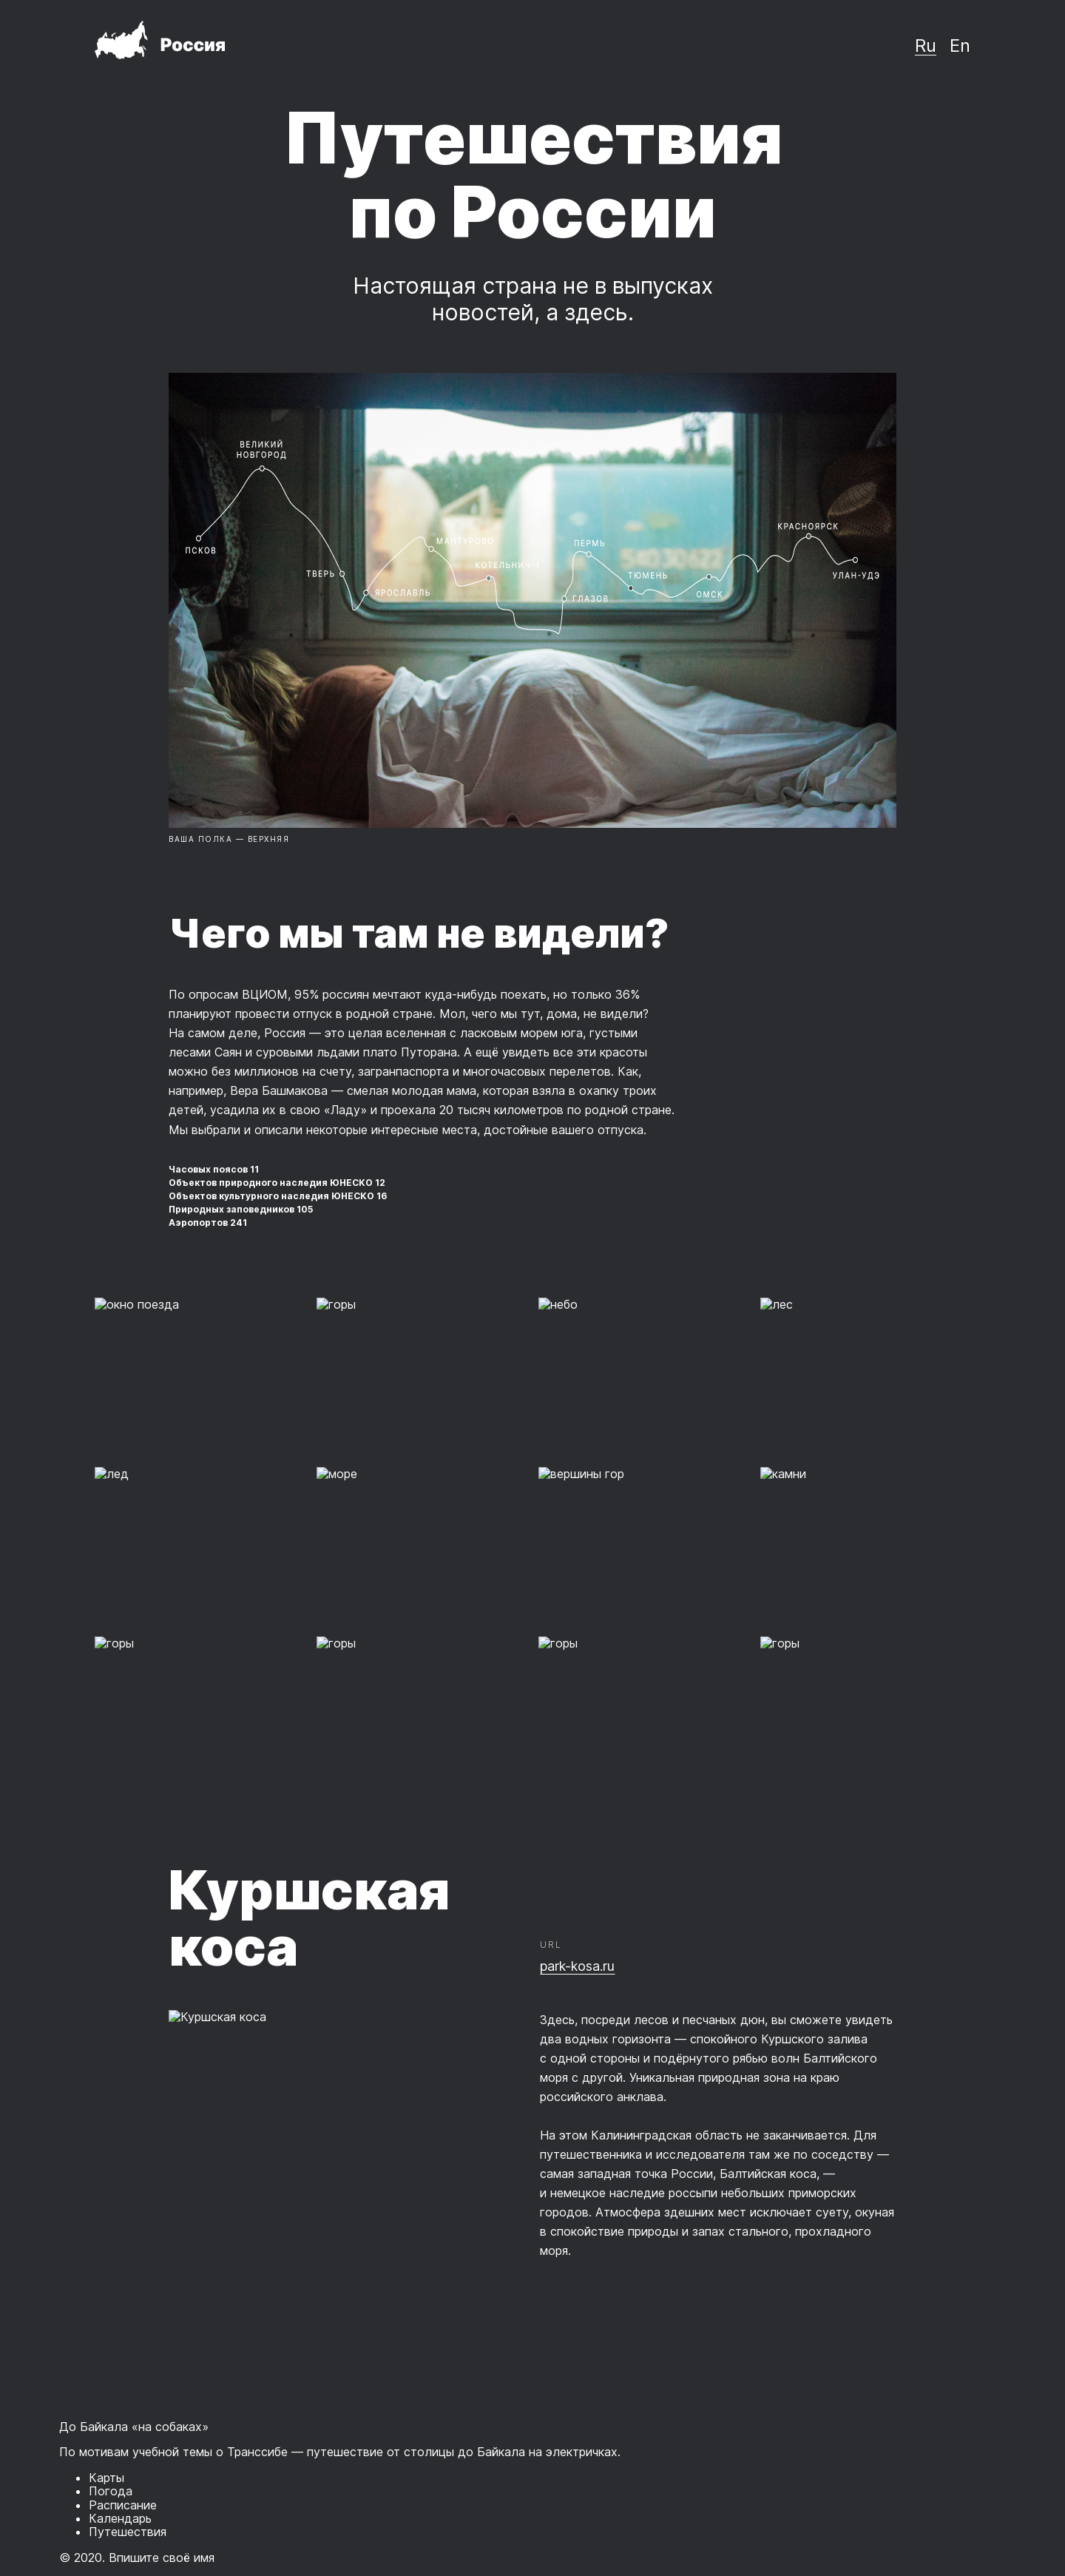 Россия
Ru En
Путешествия
по России
Настоящая страна не в выпусках
новостей, а здесь.
ВЕЛИКИЙ
НОВГОРОД
ПСКОВ
ТВЕРЬ
ЯРОСЛАВЛЬ
МАНТУРОВО
КОТЕЛЬНИЧ-1
ПЕРМЬ
ГЛАЗОВ
ТЮМЕНЬ
ОМСК
КРАСНОЯРСК
УЛАН-УДЭ
ВАША ПОЛКА — ВЕРХНЯЯ
Чего мы там не видели?
По опросам ВЦИОМ, 95% россиян мечтают куда-нибудь поехать, но только 36%
планируют провести отпуск в родной стране. Мол, чего мы тут, дома, не видели?
На самом деле, Россия — это целая вселенная с ласковым морем юга, густыми
лесами Саян и суровыми льдами плато Путорана. А ещё увидеть все эти красоты
можно без миллионов на счету, загранпаспорта и многочасовых перелетов. Как,
например, Вера Башмакова — смелая молодая мама, которая взяла в охапку троих
детей, усадила их в свою «Ладу» и проехала 20 тысяч километров по родной стране.
Мы выбрали и описали некоторые интересные места, достойные вашего отпуска.
Часовых поясов 11
Объектов природного наследия ЮНЕСКО 12
Объектов культурного наследия ЮНЕСКО 16
Природных заповедников 105
Аэропортов 241
окно поезда горы небо лес
лед море вершины гор камни
горы горы горы горы
Куршская
коса
URL
park-kosa.ru
Куршская коса
Здесь, посреди лесов и песчаных дюн, вы сможете увидеть
два водных горизонта — спокойного Куршского залива
с одной стороны и подёрнутого рябью волн Балтийского
моря с другой. Уникальная природная зона на краю
российского анклава.
На этом Калининградская область не заканчивается. Для
путешественника и исследователя там же по соседству —
самая западная точка России, Балтийская коса, —
и немецкое наследие россыпи небольших приморских
городов. Атмосфера здешних мест исключает суету, окуная
в спокойствие природы и запах стального, прохладного
моря.
До Байкала «на собаках»
По мотивам учебной темы о Транссибе — путешествие от столицы до Байкала на электричках.
• Карты
• Погода
• Расписание
• Календарь
• Путешествия
© 2020. Впишите своё имя